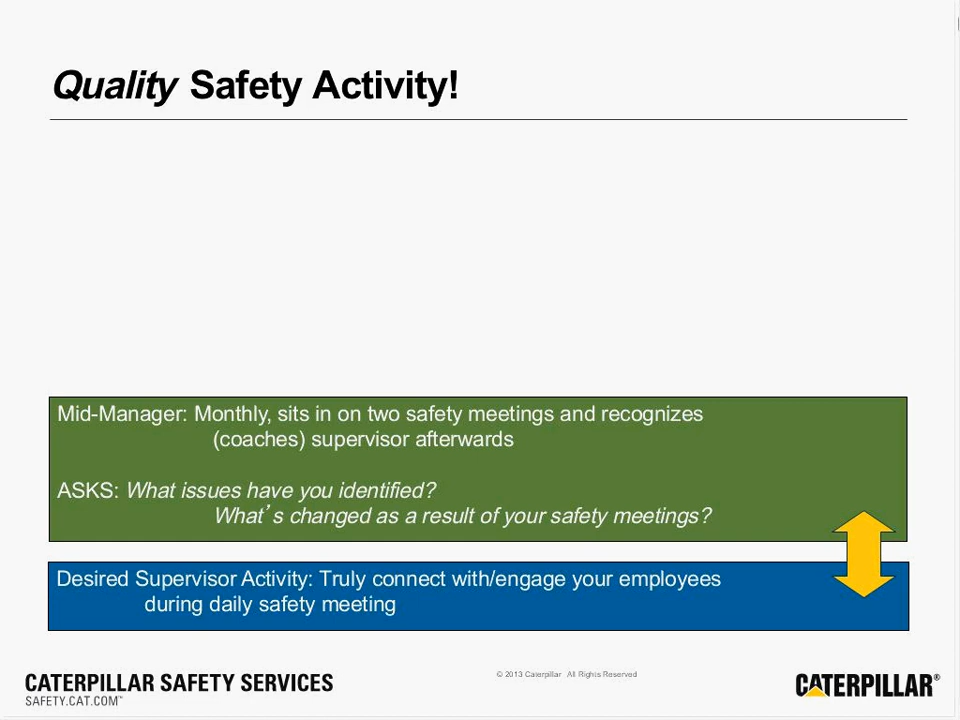 Quality Safety Activity!
Mid-Manager: Monthly, sits in on two safety meetings and recognizes
(coaches) supervisor afterwards
ASKS: What issues have you identified?
What's changed as a result of your safety meetings?
Desired Supervisor Activity: Truly connect with/engage your employees
during daily safety meeting
© 2013 Caterpillar All Rights Reserved
CATERPILLAR SAFETY SERVICES
SAFETY.CAT.COM™
CATERPILLAR®